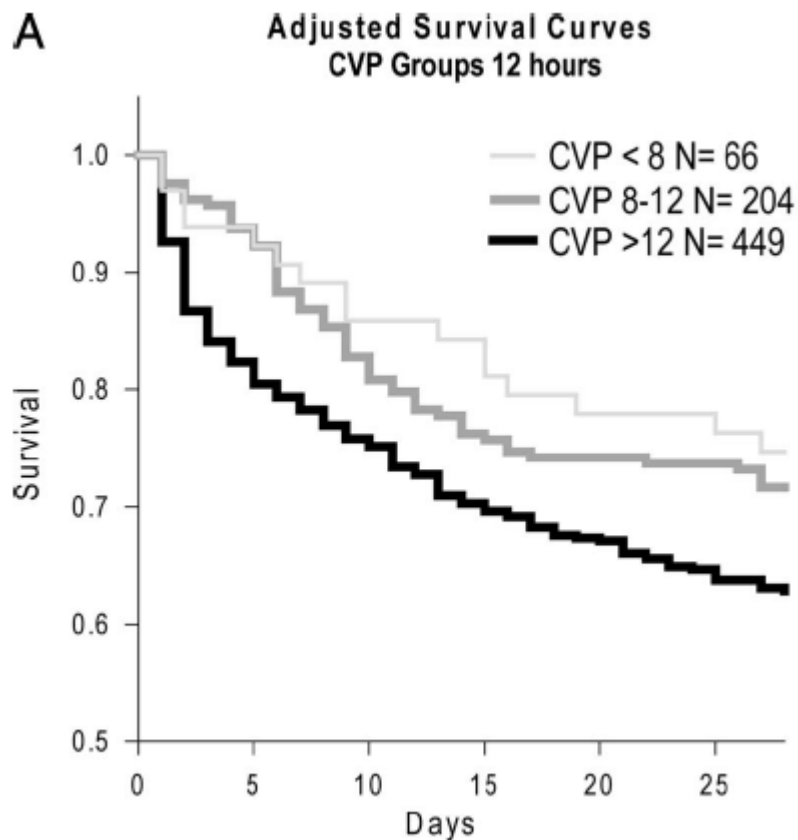 A
Adjusted Survival Curves
CVP Groups 12 hours
CVP < 8 N= 66
CVP 8-12 N= 204
CVP >12 N= 449
1.0
0.9
0.8
0.7
0.6
0.5
Survival
0 5 10 15 20 25
Days